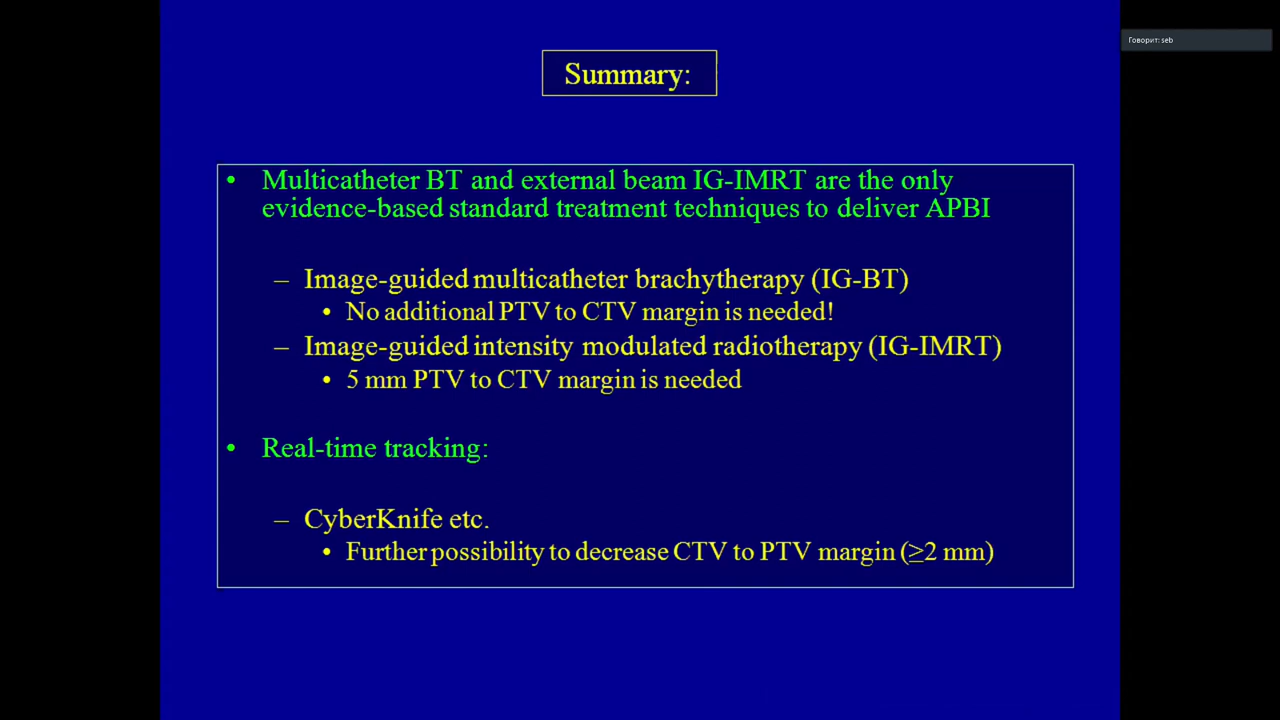 Говорит: seb
Summary:
• Multicatheter BT and external beam IG-IMRT are the only
evidence-based standard treatment techniques to deliver APBI
– Image-guided multicatheter brachytherapy (IG-BT)
• No additional PTV to CTV margin is needed!
– Image-guided intensity modulated radiotherapy (IG-IMRT)
• 5 mm PTV to CTV margin is needed
• Real-time tracking:
– CyberKnife etc.
• Further possibility to decrease CTV to PTV margin (≥2 mm)